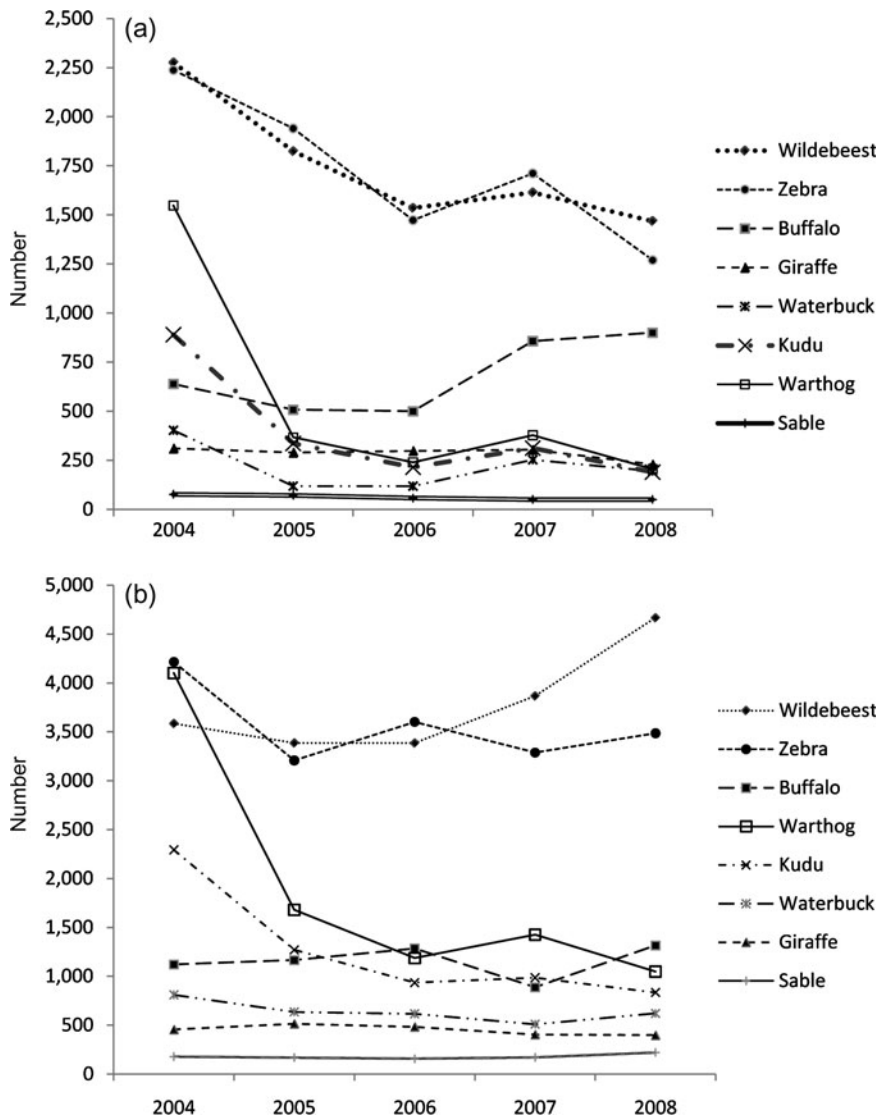 (a)
2,500
2,250
2,000
1,750
1,500
1,250
1,000
750
500
250
0
Number
2004 2005 2006 2007 2008
Wildebeest
Zebra
Buffalo
Giraffe
Waterbuck
Kudu
Warthog
Sable
(b)
5,000
4,500
4,000
3,500
3,000
2,500
2,000
1,500
1,000
500
0
Number
2004 2005 2006 2007 2008
Wildebeest
Zebra
Buffalo
Warthog
Kudu
Waterbuck
Giraffe
Sable